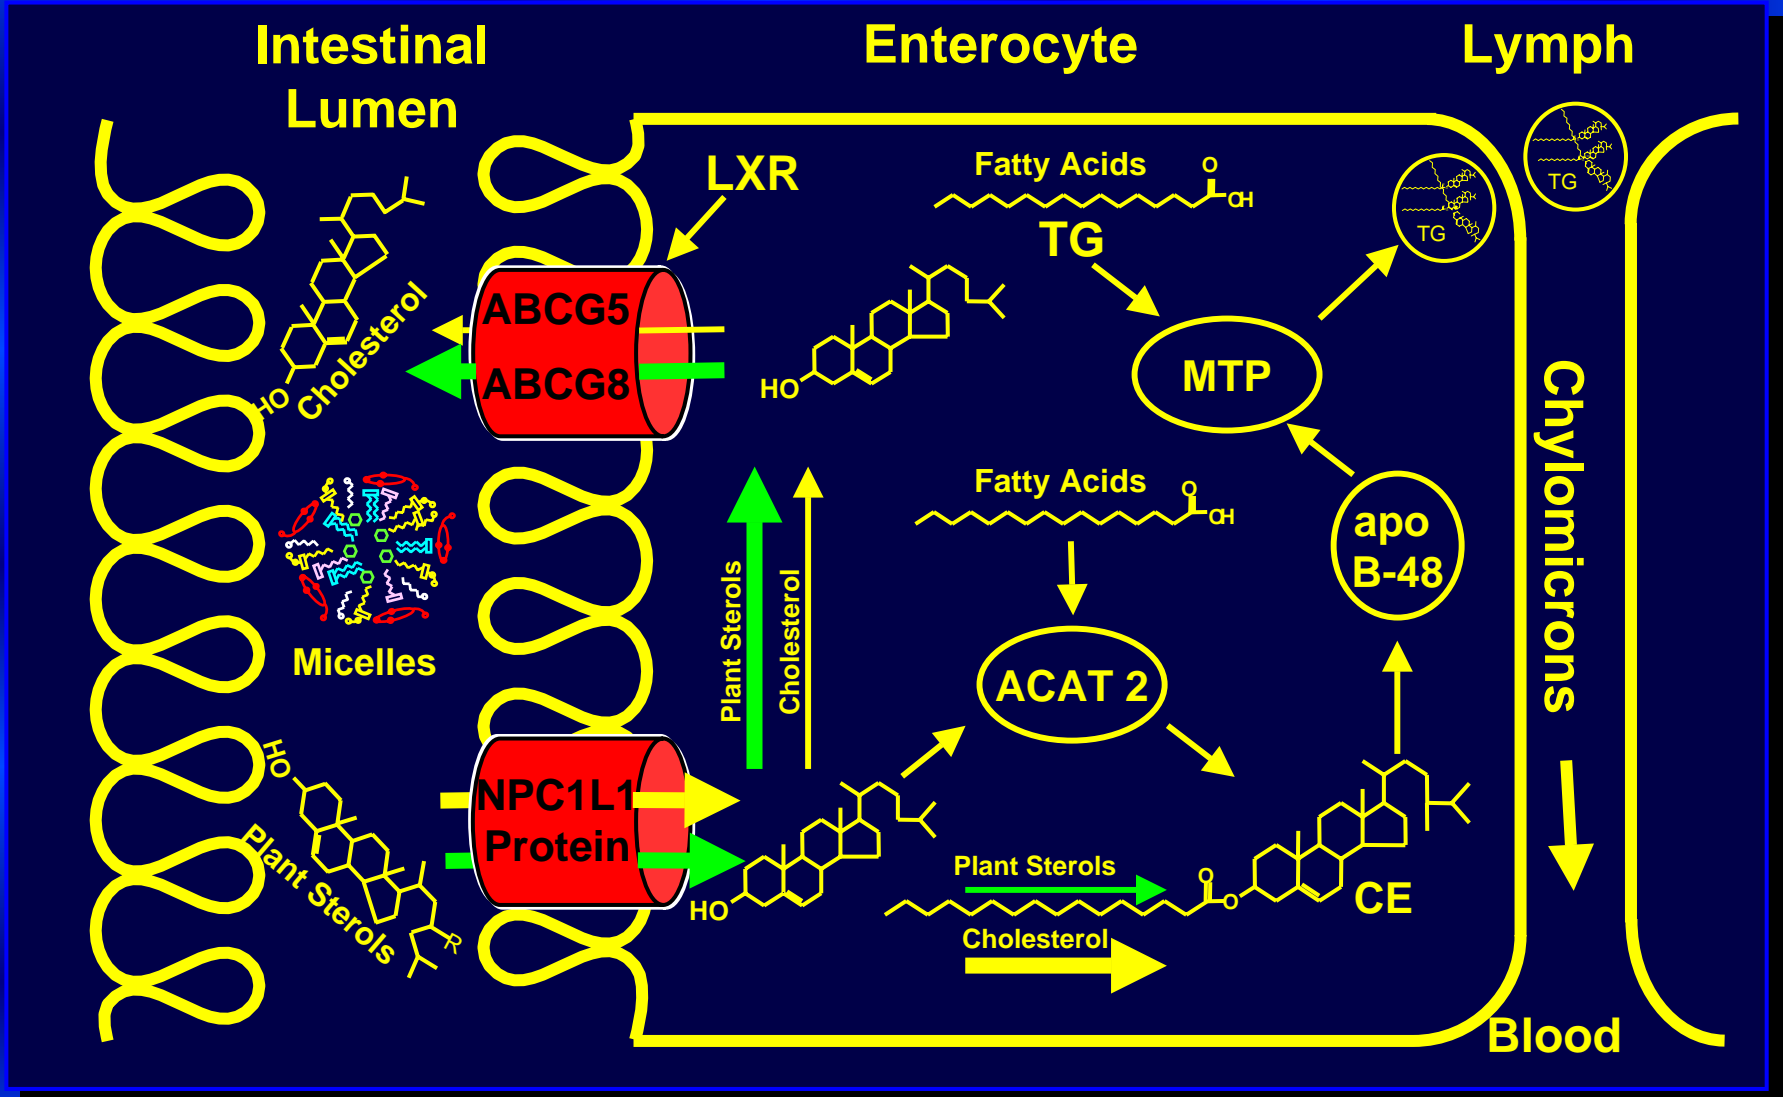 Intestinal
Lumen
Enterocyte
Lymph
LXR
Fatty Acids
O
OH
TG
TG
TG
ABCG5
ABCG8
Cholesterol
HO
HO
MTP
Chylomicrons
Fatty Acids
O
OH
apo
B-48
Plant Sterols
Cholesterol
Micelles
ACAT 2
HO
Plant Sterols
R
NPC1L1
Protein
HO
Plant Sterols
O
O
CE
Cholesterol
Blood